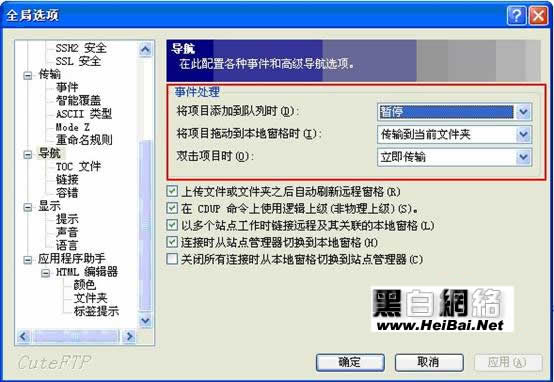 全局选项
SSH2 安全
SSL 安全
传输
事件
智能覆盖
ASCII 类型
Mode Z
重命名规则
导航
TOC 文件
链接
容错
显示
提示
声音
语言
应用程序助手
HTML 编辑器
颜色
文件夹
标签提示
导航
在此配置各种事件和高级导航选项。
事件处理
将项目添加到队列时(D): 暂停
将项目拖动到本地窗格时(I): 传输到当前文件夹
双击项目时(O): 立即传输
上传文件或文件夹之后自动刷新远程窗格(R)
在 CDUP 命令上使用逻辑上级(非物理上级)(S)。
以多个站点工作时链接远程及其关联的本地窗格(L)
连接时从站点管理器切换到本地窗格(H)
关闭所有连接时从本地窗格切换到站点管理器(C)
黑白網絡
www.HeiBai.Net
CuteFTP
确定
取消
应用(A)